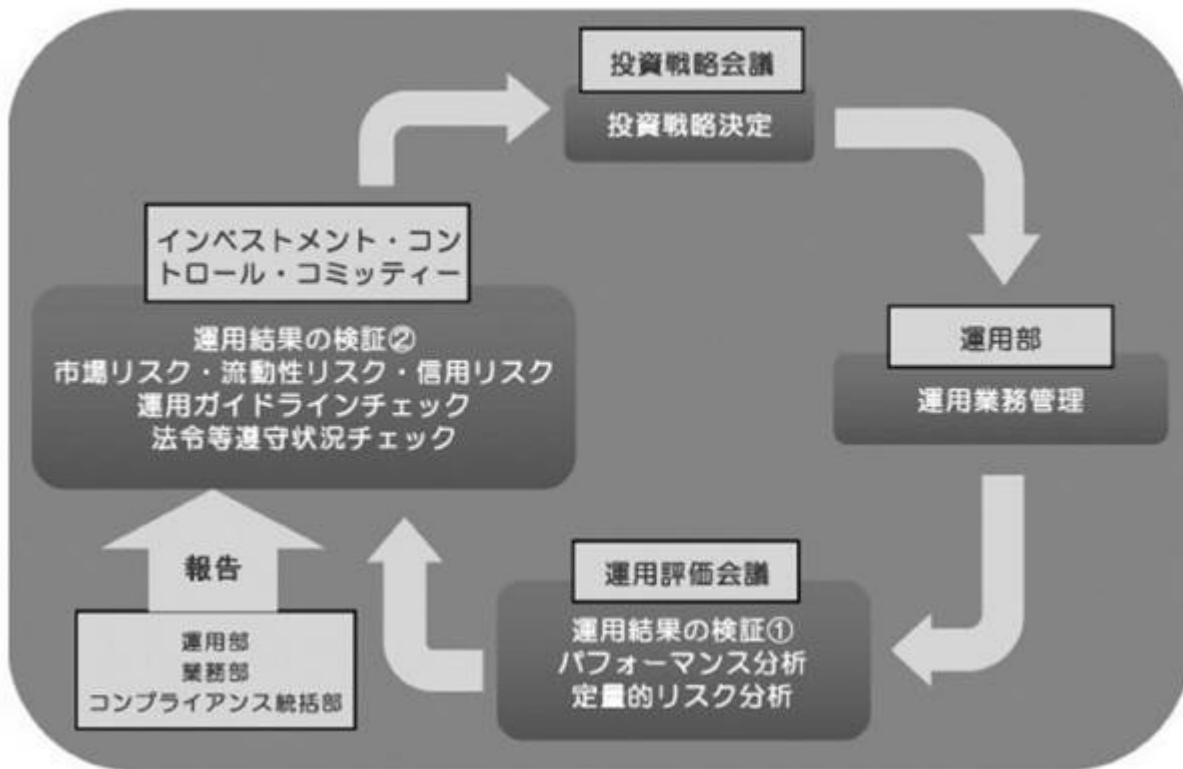 投資戦略会議
投資戦略決定
インベストメント・コン
トロール・コミッティー
運用結果の検証②
市場リスク・流動性リスク・信用リスク
運用ガイドラインチェック
法令等遵守状況チェック
運用部
運用業務管理
運用評価会議
運用結果の検証①
パフォーマンス分析
定量的リスク分析
報告
運用部
業務部
コンプライアンス統括部